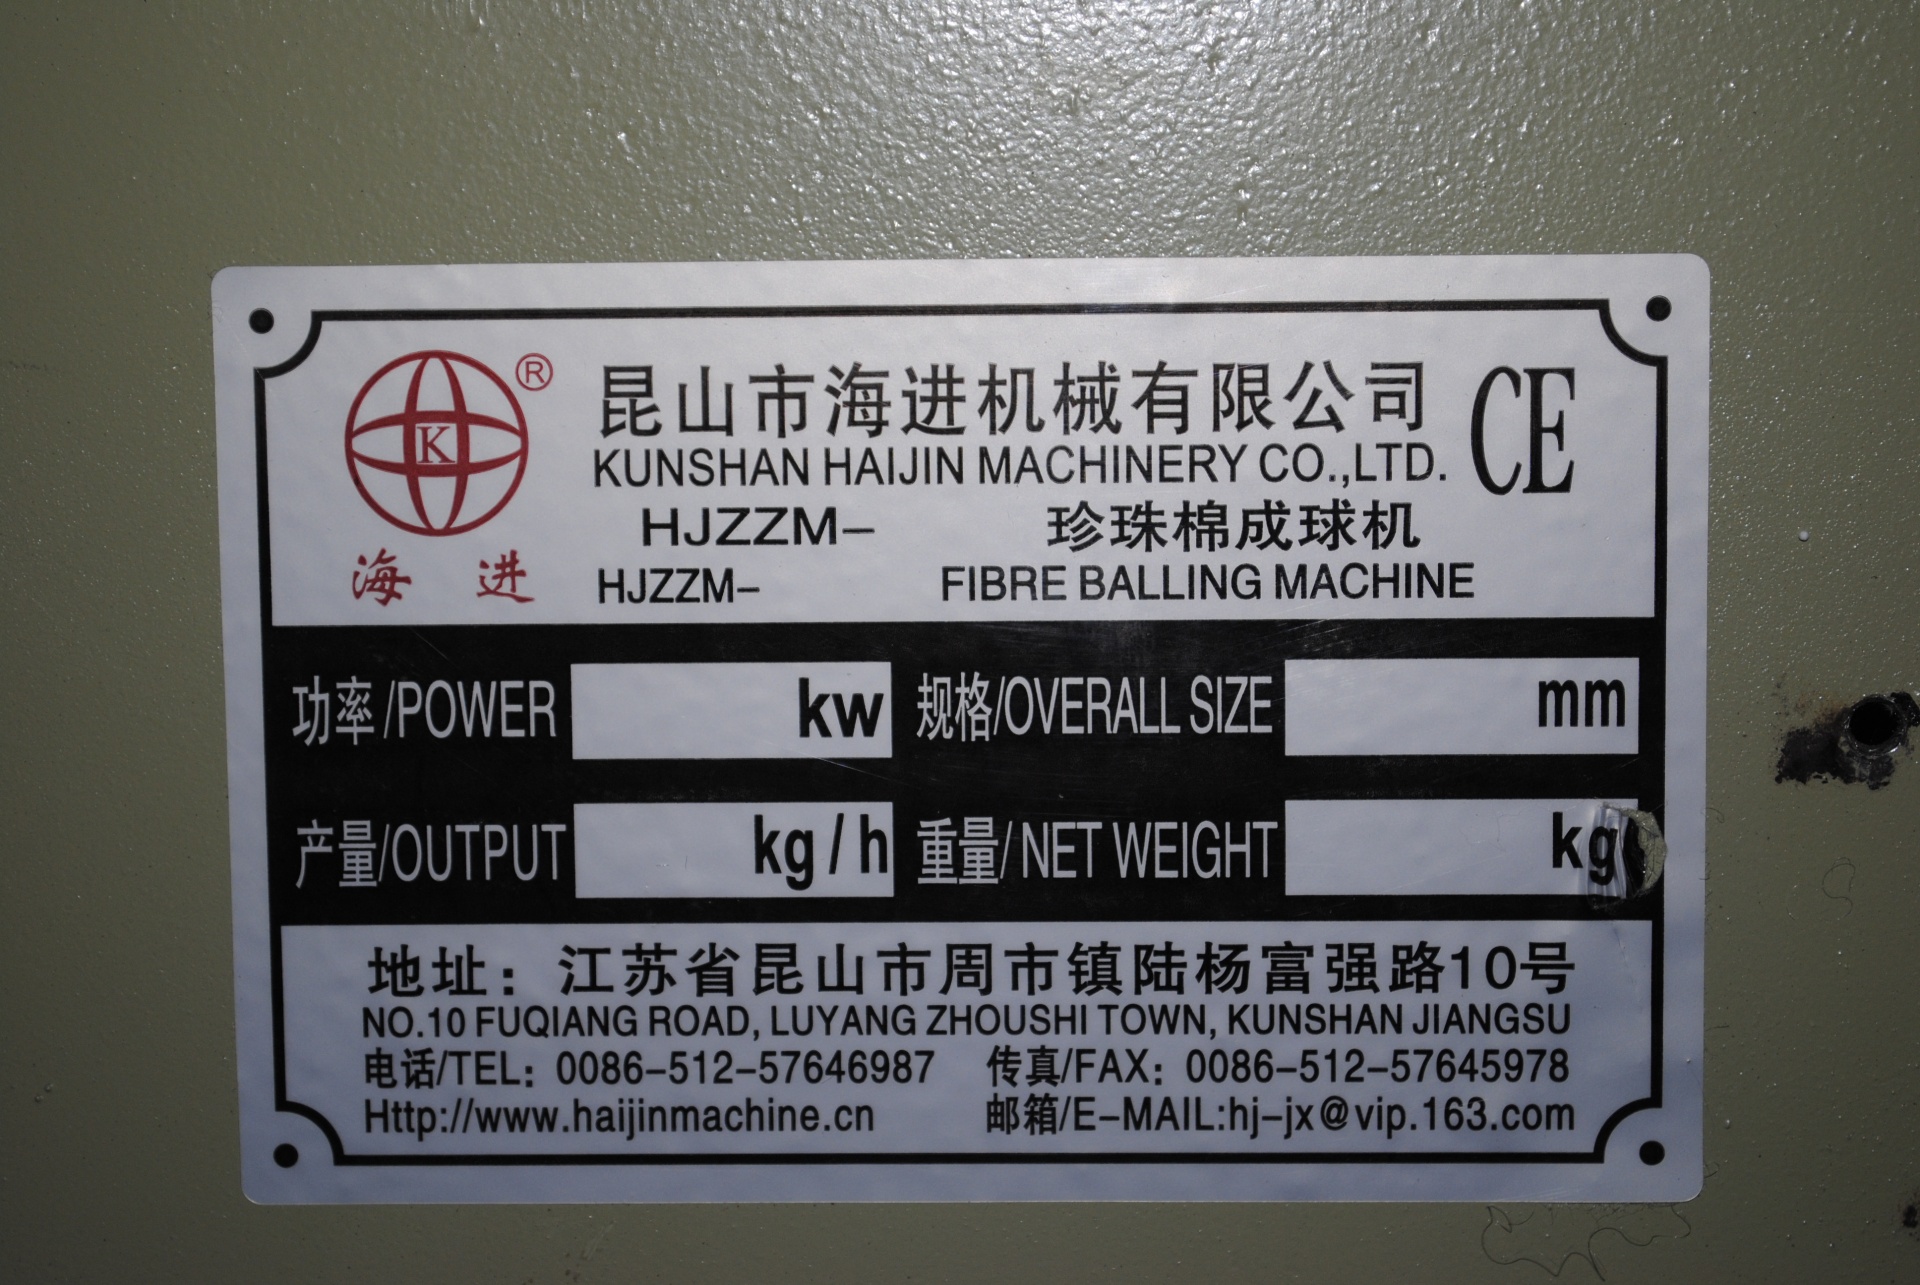 ®
K
海 进
昆山市海进机械有限公司 CE
KUNSHAN HAIJIN MACHINERY CO.,LTD.
HJZZM- 珍珠棉成球机
HJZZM- FIBRE BALLING MACHINE
功率/POWER kw 规格/OVERALL SIZE mm
产量/OUTPUT kg/h 重量/NET WEIGHT kg
地址：江苏省昆山市周市镇陆杨富强路10号
NO.10 FUQIANG ROAD, LUYANG ZHOUSHI TOWN, KUNSHAN JIANGSU
电话/TEL：0086-512-57646987 传真/FAX：0086-512-57645978
Http://www.haijinmachine.cn 邮箱/E-MAIL:hj-jx@vip.163.com